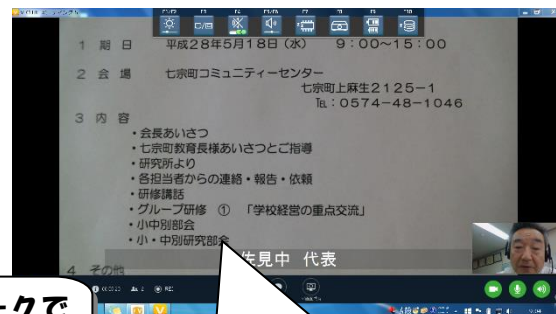 1 期 日 平成28年5月18日(水) 9:00~15:00
2 会 場 七宗町コミュニティーセンター
七宗町上麻生2125-1
℡:0574-48-1046
3 内 容
・会長あいさつ
・七宗町教育長様あいさつとご指導
・研究所より
・各担当者からの連絡・報告・依頼
・研修講話
・グループ研修 ① 「学校経営の重点交流」
・小中別部会
・小・中別研究部会
佐見中 代表
4 その他
ークで